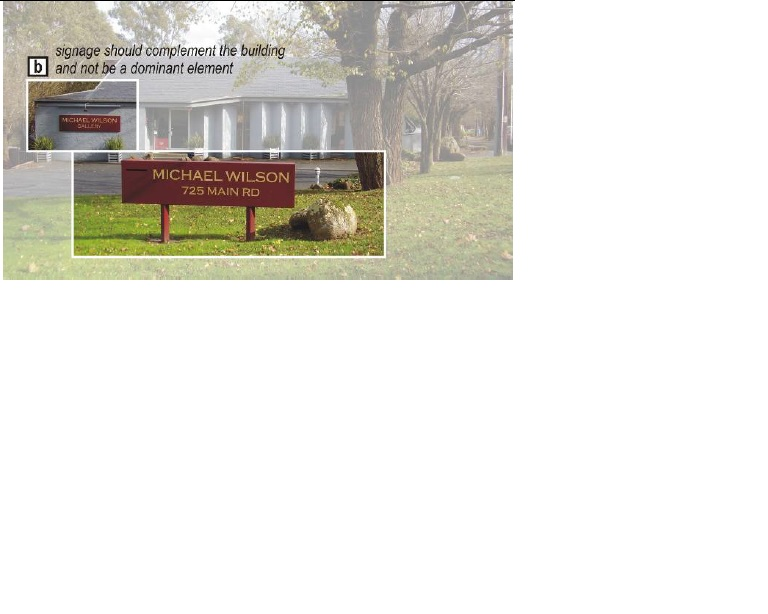 signage should complement the building
b and not be a dominant element
MICHAEL WILSON
GALLERY
MICHAEL WILSON
725 MAIN RD